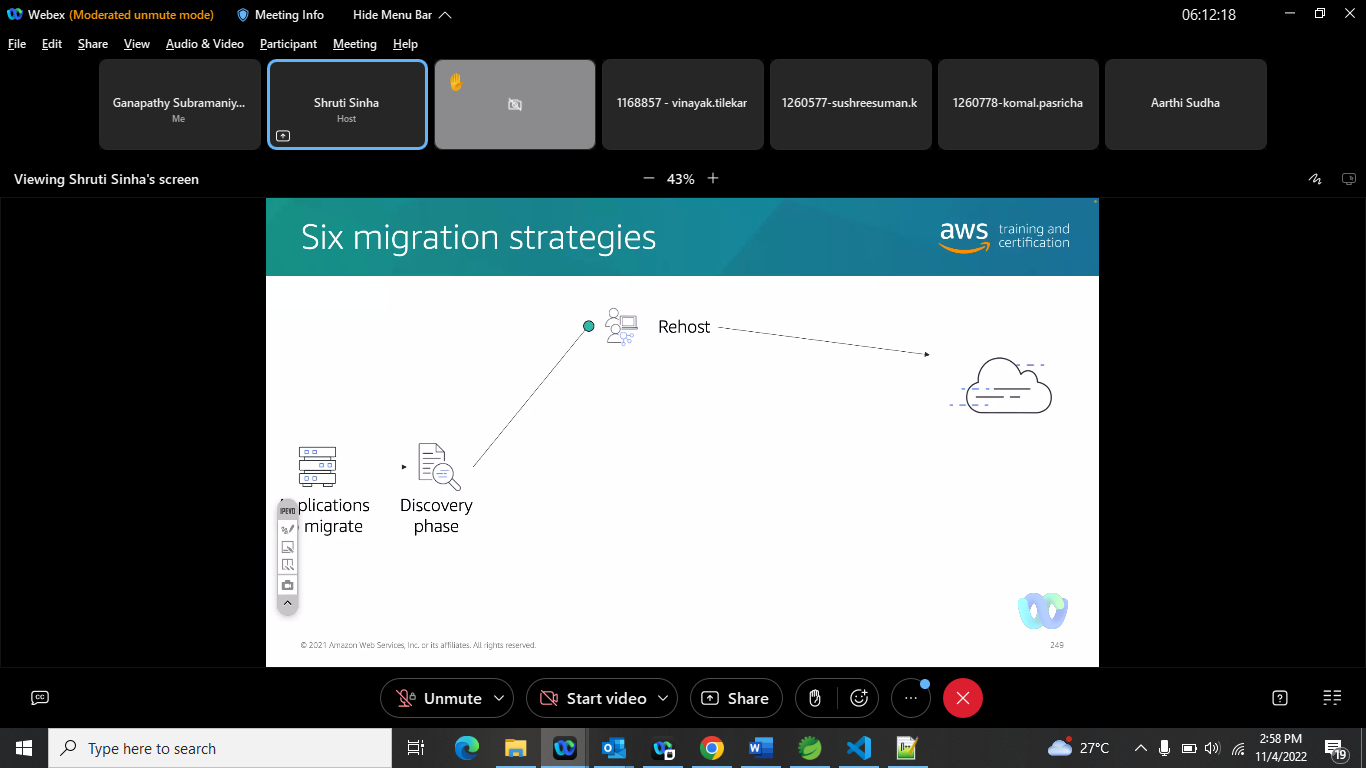 Webex (Moderated unmute mode) Meeting Info Hide Menu Bar 06:12:18
File Edit Share View Audio & Video Participant Meeting Help
Ganapathy Subramaniy...
Me
Shruti Sinha
Host
1168857 - vinayak.tilekar
1260577-sushreesuman.k
1260778-komal.pasricha
Aarthi Sudha
Viewing Shruti Sinha's screen
43%
Six migration strategies
aws training and
certification
Rehost
plications
migrate
Discovery
phase
IPEVO
© 2021 Amazon Web Services, Inc. or its affiliates. All rights reserved.
249
CC
Unmute
Start video
Share
Type here to search
27°C
2:58 PM
11/4/2022
19